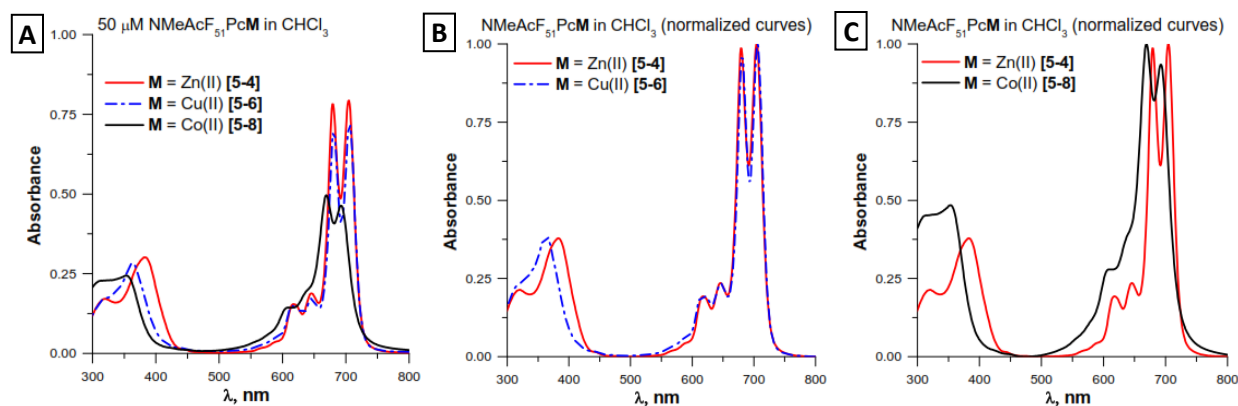 A
50 μM NMeAcF51PcM in CHCl3
M = Zn(II) [5-4]
M = Cu(II) [5-6]
M = Co(II) [5-8]
Absorbance
1.00
0.75
0.50
0.25
0.00
300 400 500 600 700 800
λ, nm
B
NMeAcF51PcM in CHCl3 (normalized curves)
M = Zn(II) [5-4]
M = Cu(II) [5-6]
Absorbance
1.00
0.75
0.50
0.25
0.00
300 400 500 600 700 800
λ, nm
C
NMeAcF51PcM in CHCl3 (normalized curves)
M = Zn(II) [5-4]
M = Co(II) [5-8]
Absorbance
1.00
0.75
0.50
0.25
0.00
300 400 500 600 700 800
λ, nm